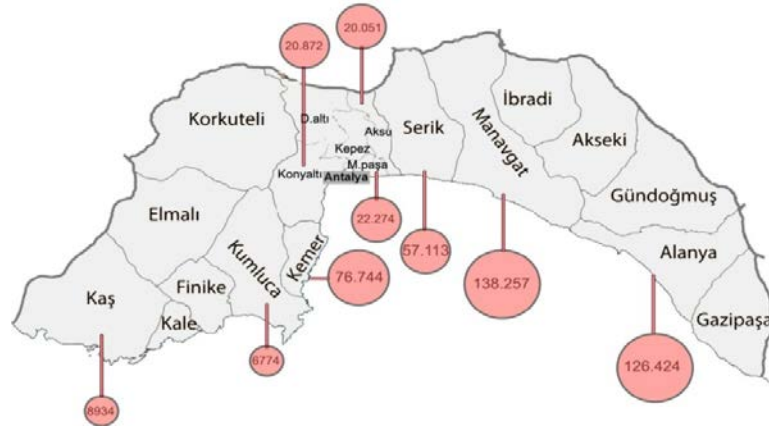 20.051
20.872
İbradi
Korkuteli
D.altı
Aksu
Serik
Manavgat
Akseki
Kepez
M.paşa
Konyaltı
Antalya
Gündoğmuş
Elmalı
22.274
Kumluca
Kemer
57.113
Alanya
76.744
138.257
Kaş
Finike
Kale
Gazipaşa
6774
126.424
8934